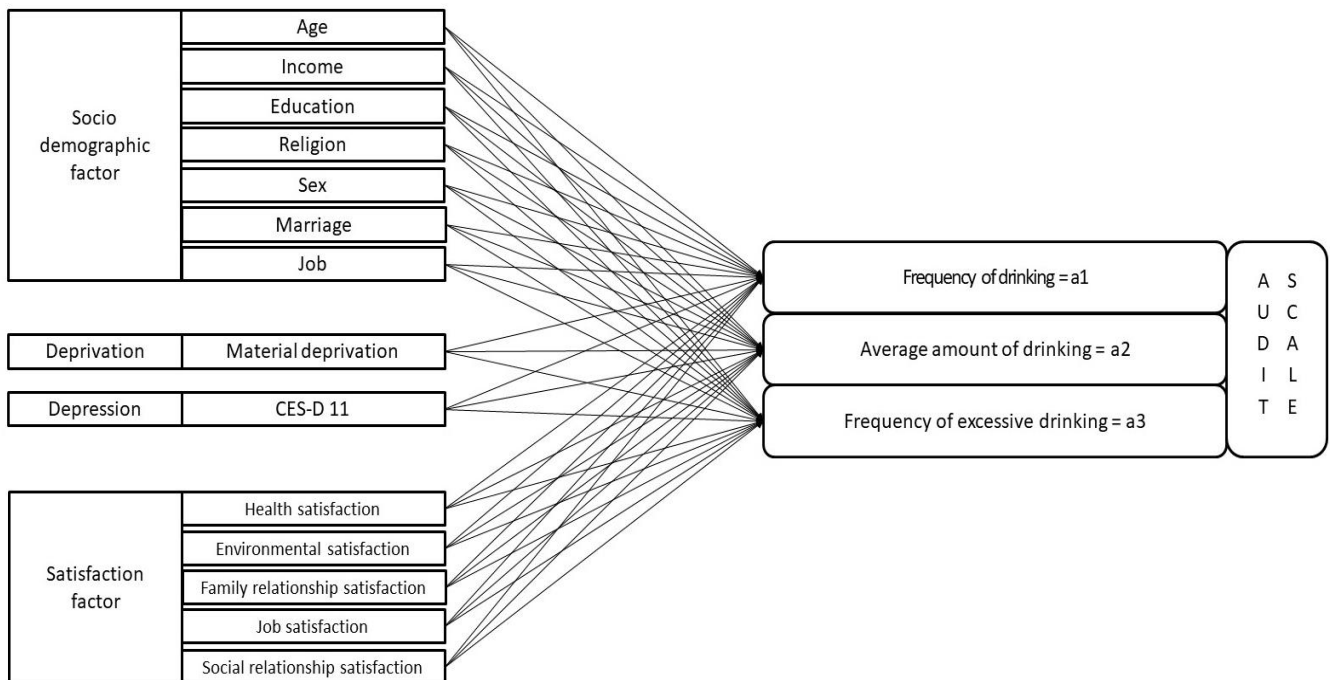 Socio
demographic
factor
Age
Income
Education
Religion
Sex
Marriage
Job
Deprivation
Material deprivation
Depression
CES-D 11
Satisfaction
factor
Health satisfaction
Environmental satisfaction
Family relationship satisfaction
Job satisfaction
Social relationship satisfaction
Frequency of drinking = a1
Average amount of drinking = a2
Frequency of excessive drinking = a3
AUDIT
SCALE